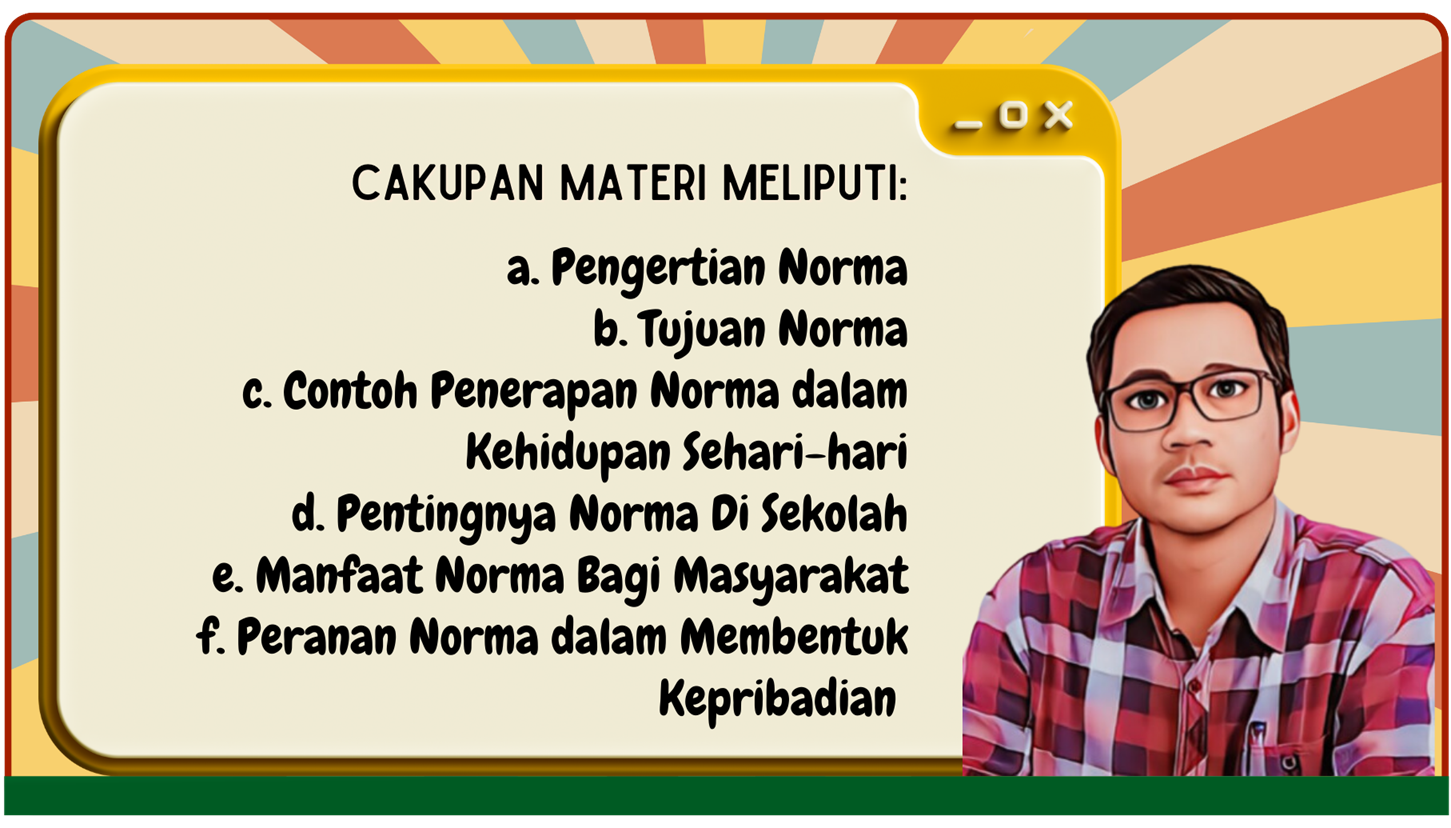 CAKUPAN MATERI MELIPUTI:
a. Pengertian Norma
b. Tujuan Norma
c. Contoh Penerapan Norma dalam
Kehidupan Sehari-hari
d. Pentingnya Norma Di Sekolah
e. Manfaat Norma Bagi Masyarakat
f. Peranan Norma dalam Membentuk
Kepribadian